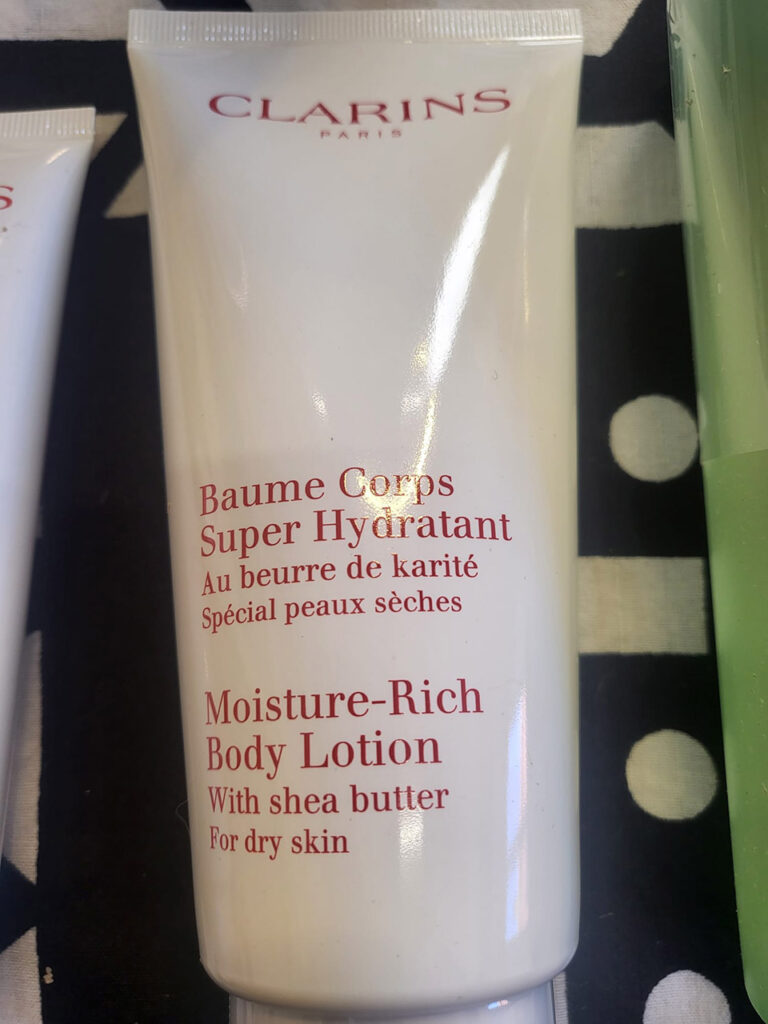 CLARINS
PARIS
Baume Corps
Super Hydratant
Au beurre de karité
Spécial peaux sèches
Moisture-Rich
Body Lotion
With shea butter
For dry skin
S